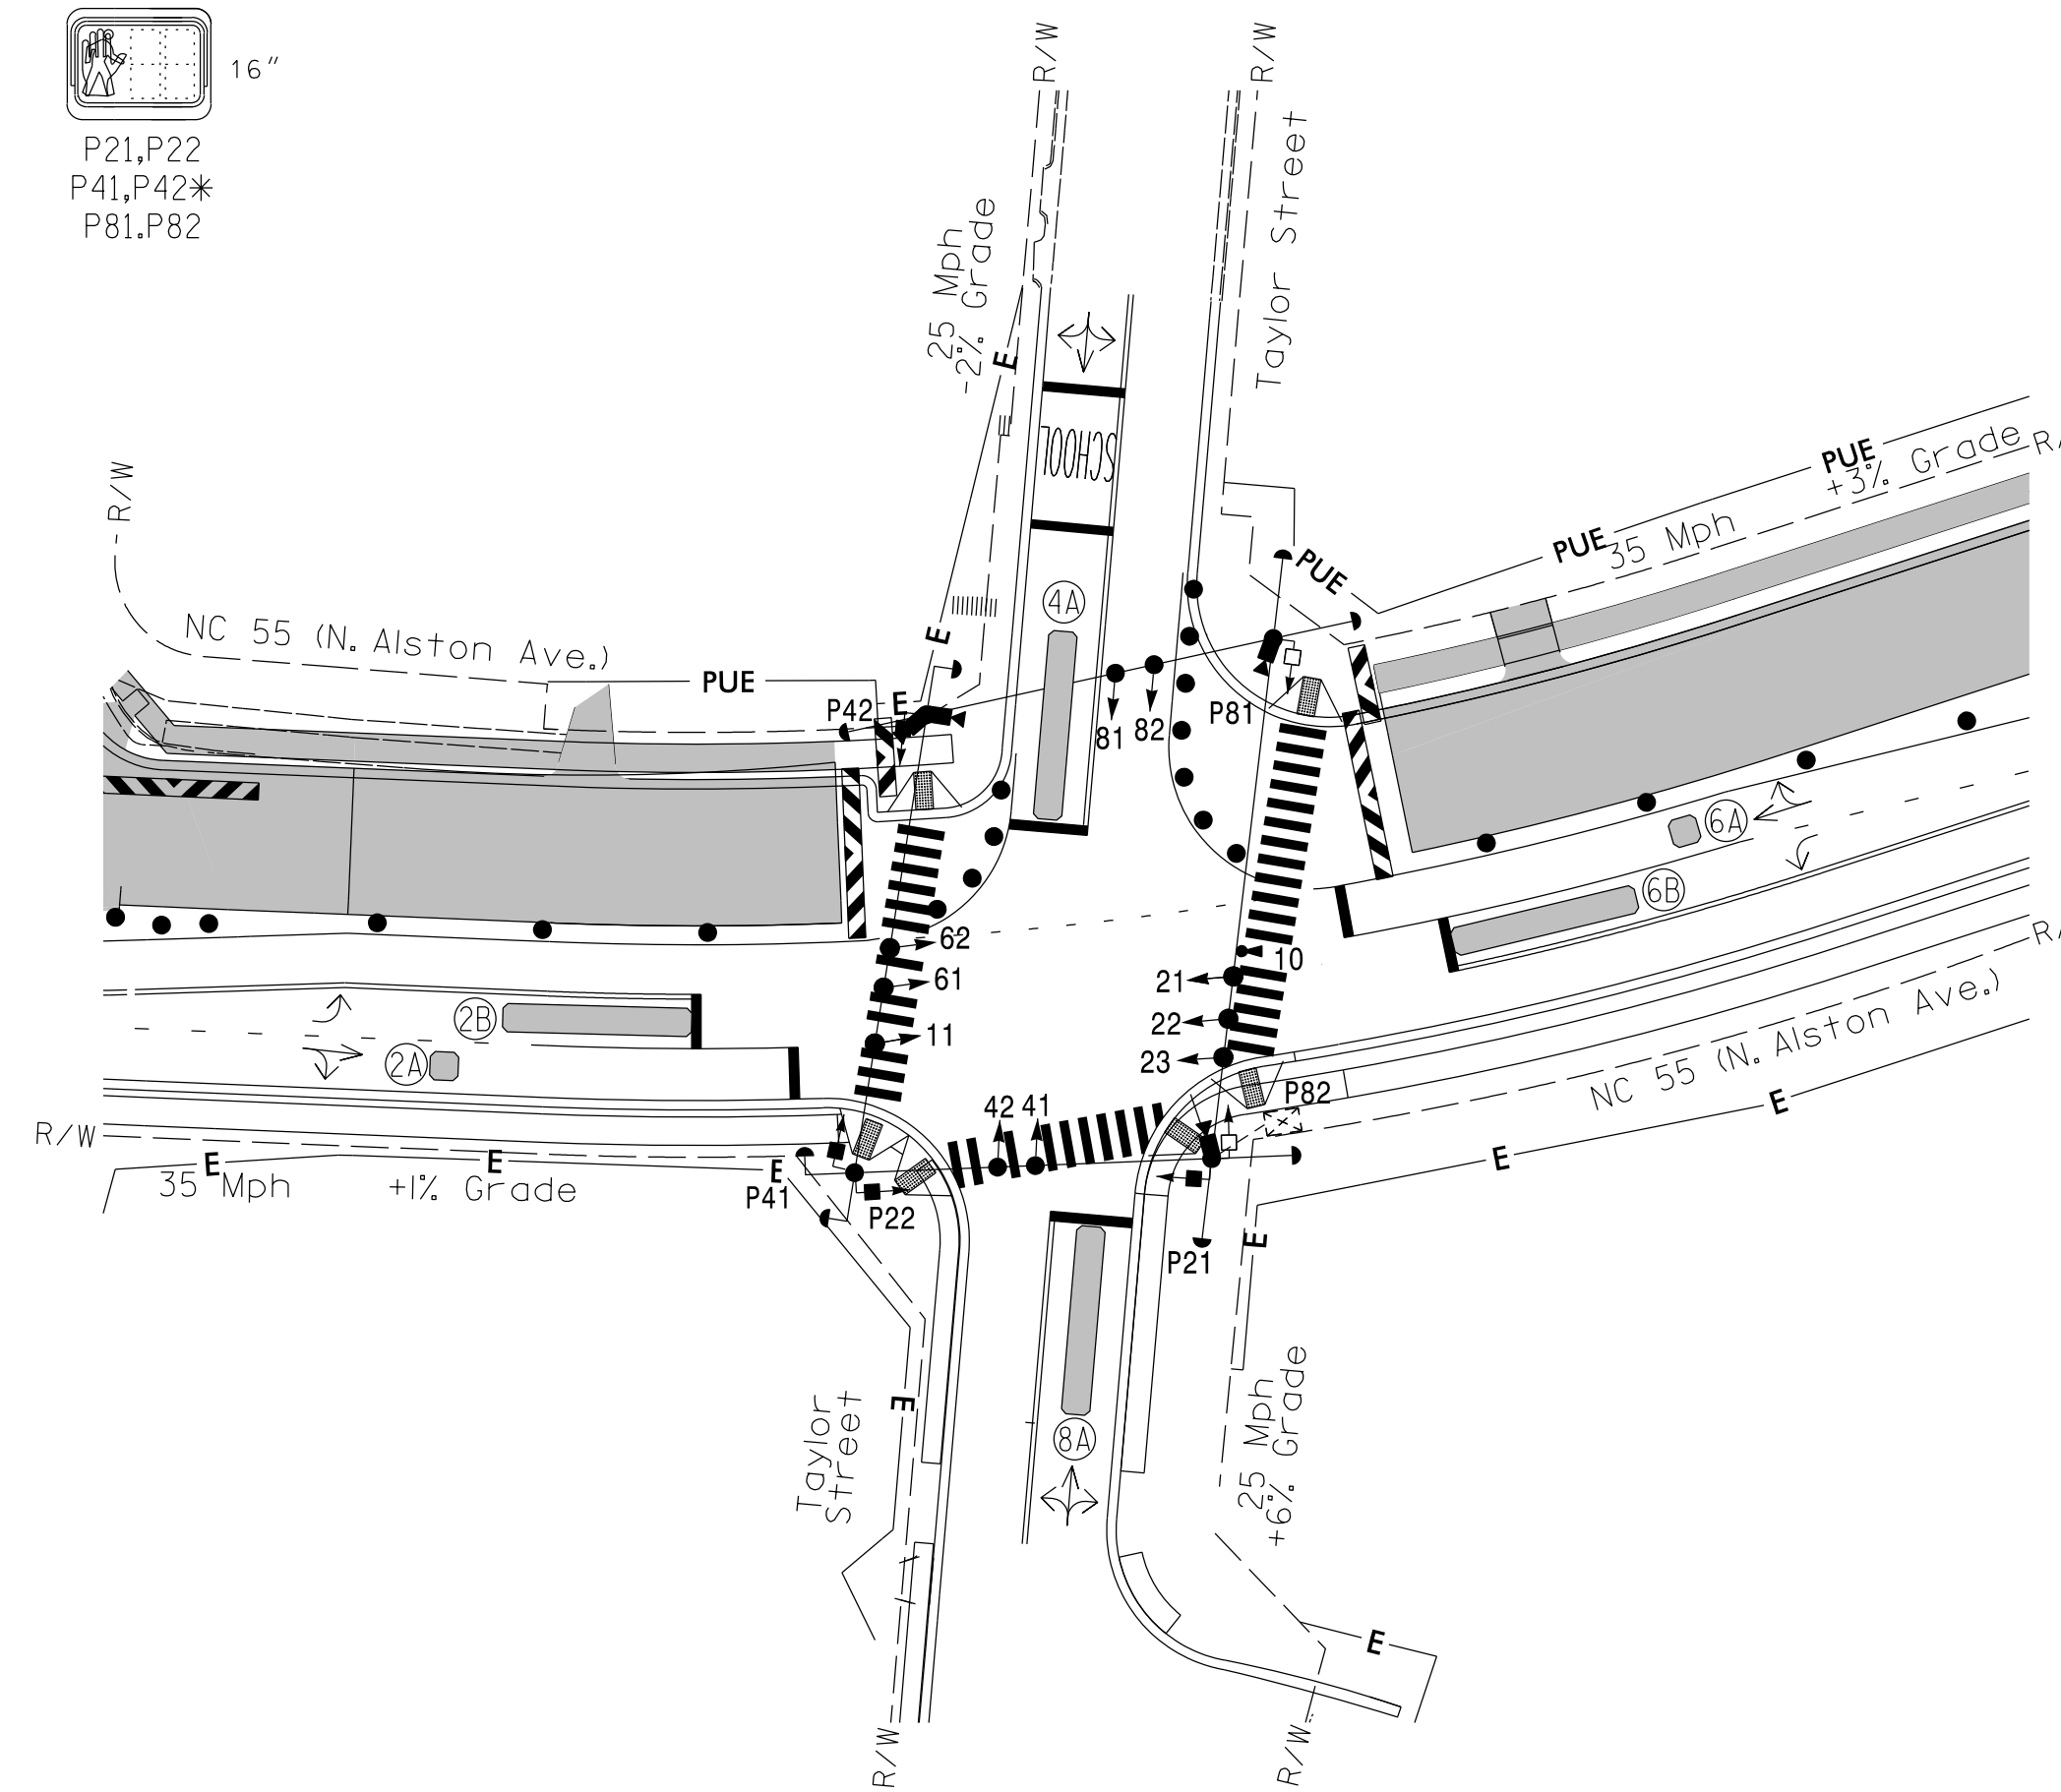 16"
P21,P22
P41,P42*
P81.P82
R/W
R/W
Taylor Street
25 Mph
-2% Grade
E
SCHOOL
R/W
PUE
+3% Grade
R/
PUE
35 Mph
PUE
4A
NC 55 (N. Alston Ave.)
E
PUE
P42
E
P81
81
82
6A
6B
62
61
10
21
R/
2B
11
22
2A
23
NC 55 (N. Alston Ave.)
42
41
P82
E
R/W
E
E
E
E
35 Mph
+1% Grade
P41
P22
P21
E
25 Mph
+6% Grade
E
Taylor
Street
8A
E
R/W
R/W